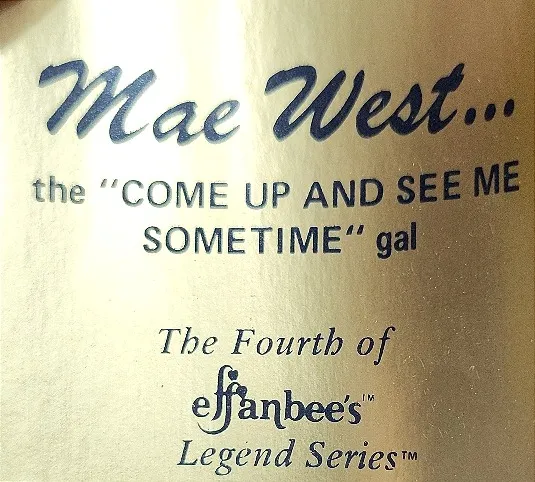 Mae West...
the "COME UP AND SEE ME
SOMETIME" gal
The Fourth of
effanbee's™
Legend Series™